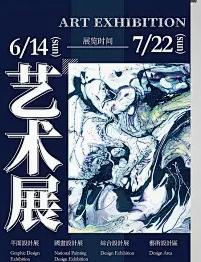 ART EXHIBITION
6/14 (sun)
展览时间
7/22 (sun)
艺术展
平面設計展
Graphic Design
Exhibition
國畫設計展
National Painting
Design Exhibition
綜合設計展
Design Exhibition
藝術設計區
Design Area